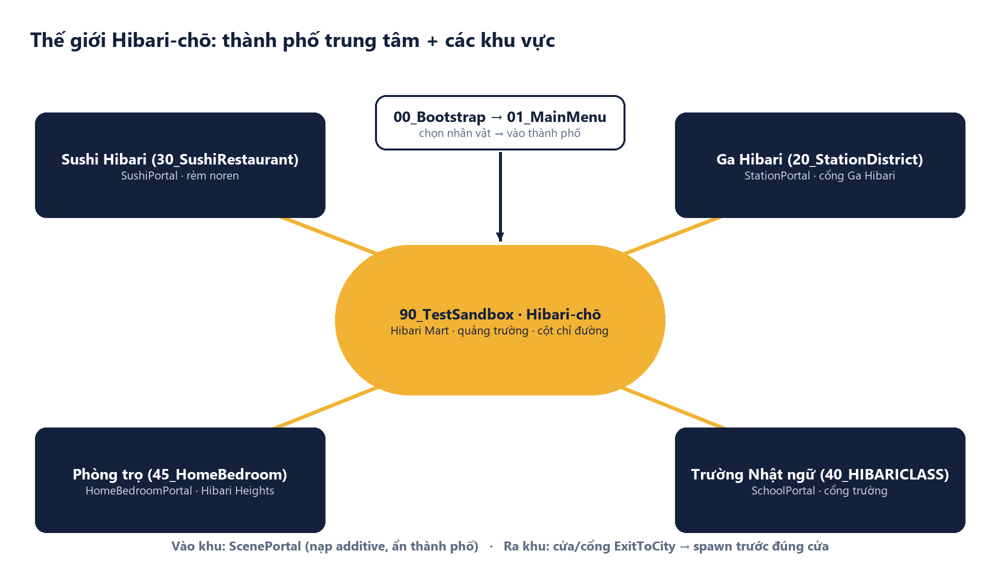 Thế giới Hibari-chō: thành phố trung tâm + các khu vực
00_Bootstrap → 01_MainMenu
chọn nhân vật → vào thành phố
Sushi Hibari (30_SushiRestaurant)
SushiPortal · rèm noren
Ga Hibari (20_StationDistrict)
StationPortal · cổng Ga Hibari
90_TestSandbox · Hibari-chō
Hibari Mart · quảng trường · cột chỉ đường
Phòng trọ (45_HomeBedroom)
HomeBedroomPortal · Hibari Heights
Trường Nhật ngữ (40_HIBARICLASS)
SchoolPortal · cổng trường
Vào khu: ScenePortal (nạp additive, ẩn thành phố) · Ra khu: cửa/cổng ExitToCity → spawn trước đúng cửa